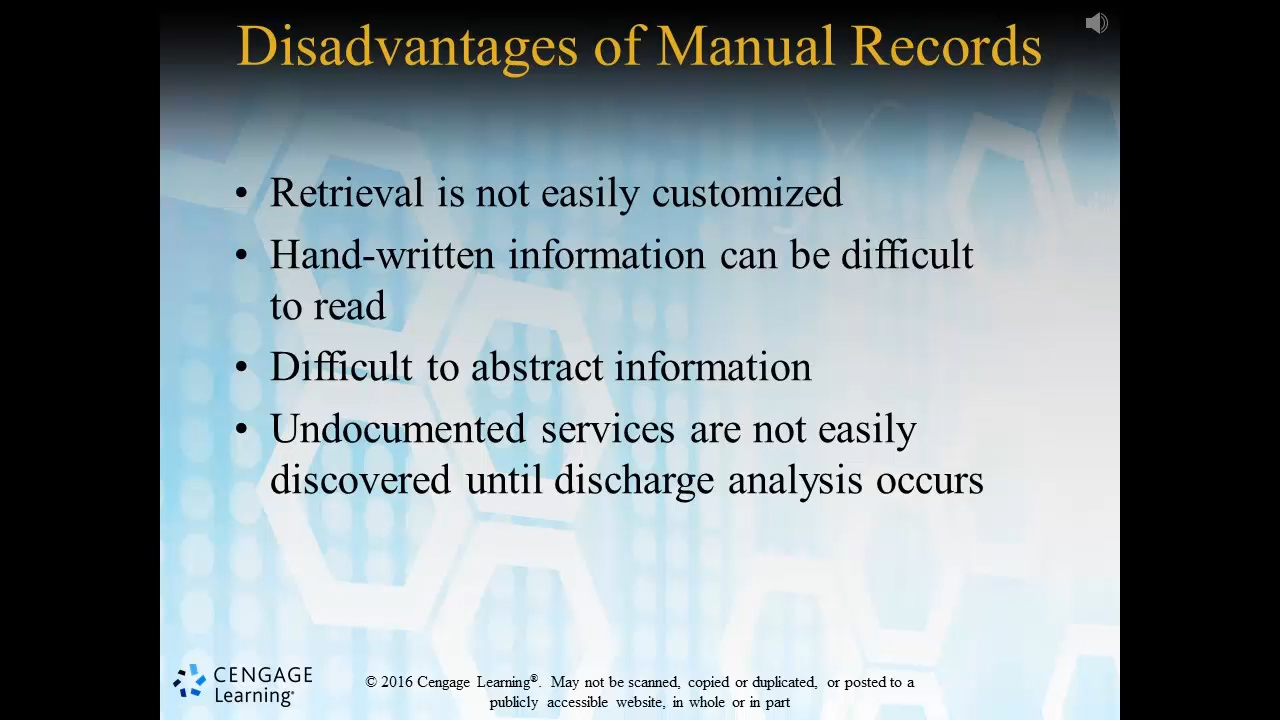 Disadvantages of Manual Records
• Retrieval is not easily customized
• Hand-written information can be difficult
to read
• Difficult to abstract information
• Undocumented services are not easily
discovered until discharge analysis occurs
CENGAGE
Learning®
© 2016 Cengage Learning®. May not be scanned, copied or duplicated, or posted to a
publicly accessible website, in whole or in part